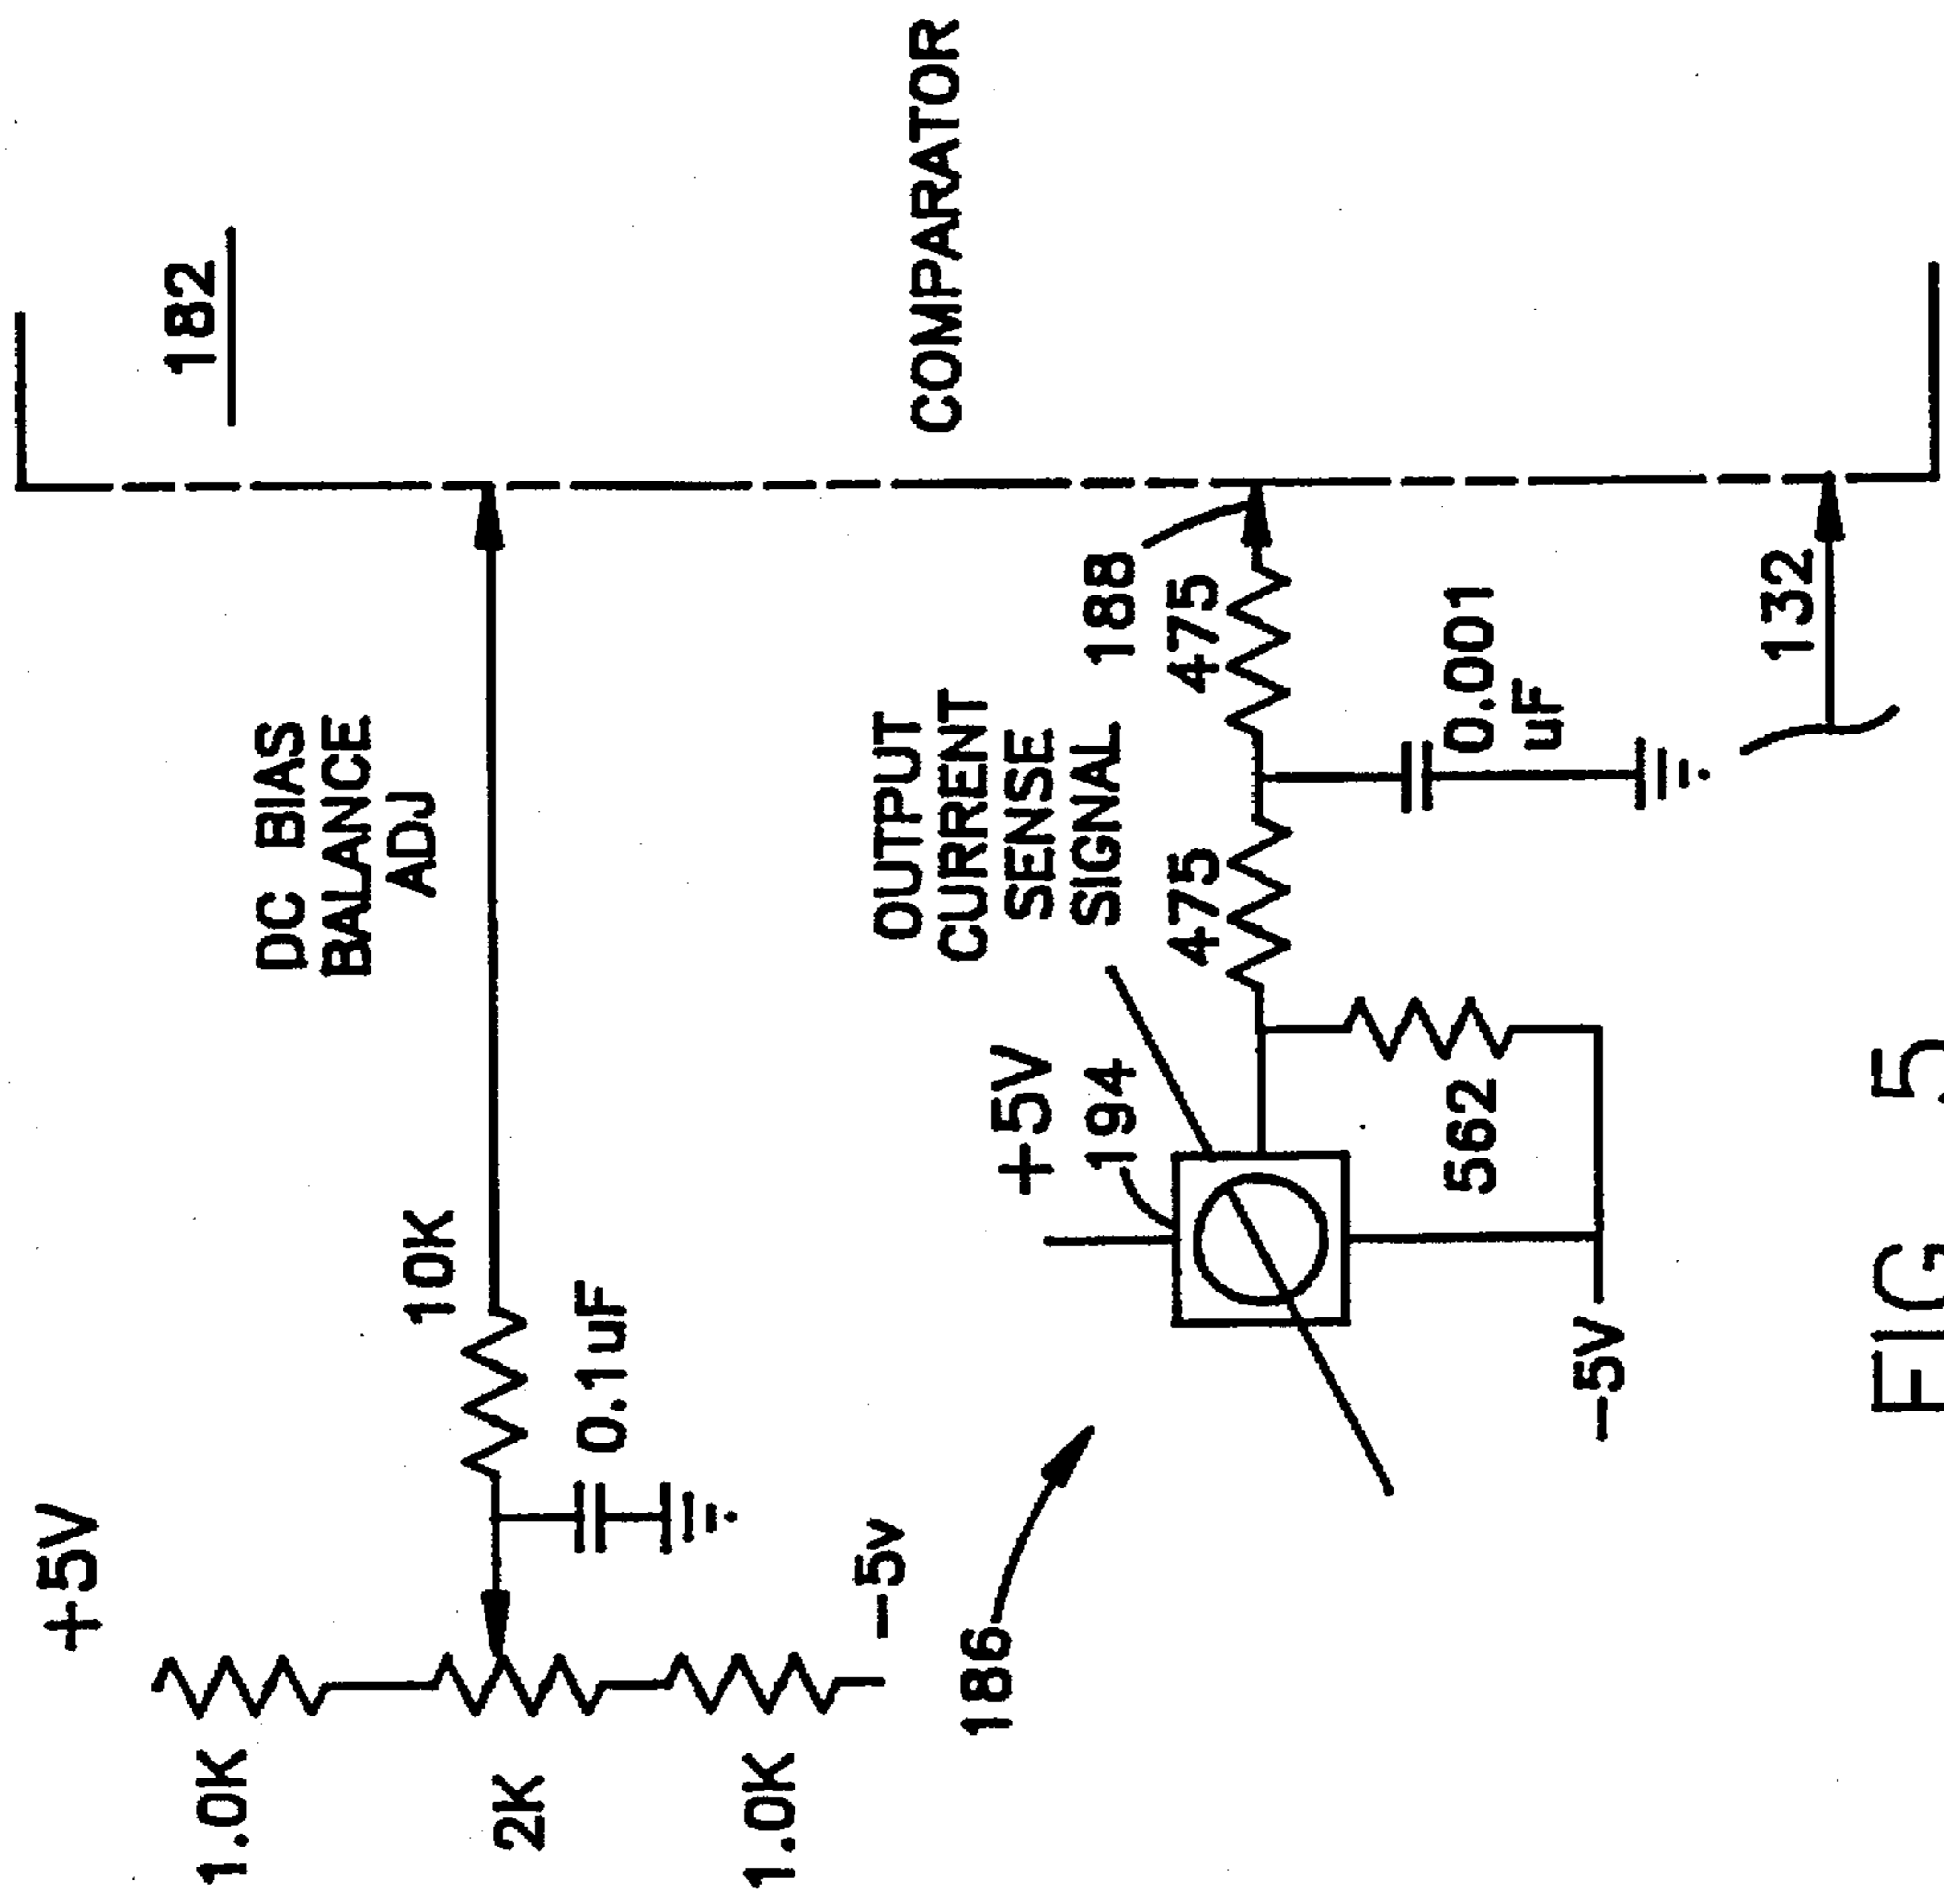 +5V
182
1.0K
DC BIAS
BALANCE
ADJ
10K
2K
0.1uF
1.0K
−5v
COMPARATOR
OUTPUT
CURRENT
SENSE
SIGNAL
186
+5V
194
188
475
475
0.001
uF
562
−5V
132
FIG 5